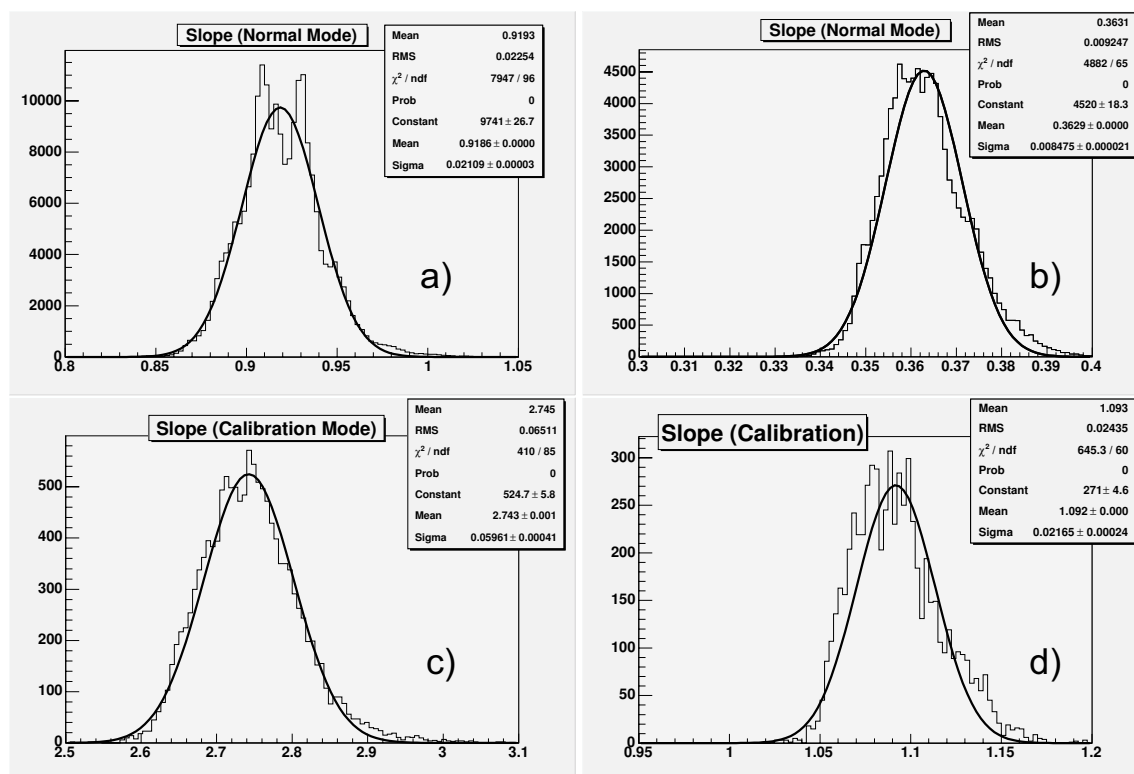 Slope (Normal Mode)
Mean 0.9193
RMS 0.02254
χ² / ndf 7947 / 96
Prob 0
Constant 9741 ± 26.7
Mean 0.9186 ± 0.0000
Sigma 0.02109 ± 0.00003
10000
8000
6000
4000
2000
0
a)
0.8 0.85 0.9 0.95 1 1.05
Slope (Normal Mode)
Mean 0.3631
RMS 0.009247
χ² / ndf 4882 / 65
Prob 0
Constant 4520 ± 18.3
Mean 0.3629 ± 0.0000
Sigma 0.008475 ± 0.000021
4500
4000
3500
3000
2500
2000
1500
1000
500
0
b)
0.3 0.31 0.32 0.33 0.34 0.35 0.36 0.37 0.38 0.39 0.4
Slope (Calibration Mode)
Mean 2.745
RMS 0.06511
χ² / ndf 410 / 85
Prob 0
Constant 524.7 ± 5.8
Mean 2.743 ± 0.001
Sigma 0.05961 ± 0.00041
500
400
300
200
100
0
c)
2.5 2.6 2.7 2.8 2.9 3 3.1
Slope (Calibration)
Mean 1.093
RMS 0.02435
χ² / ndf 645.3 / 60
Prob 0
Constant 271 ± 4.6
Mean 1.092 ± 0.000
Sigma 0.02165 ± 0.00024
300
250
200
150
100
50
0
d)
0.95 1 1.05 1.1 1.15 1.2